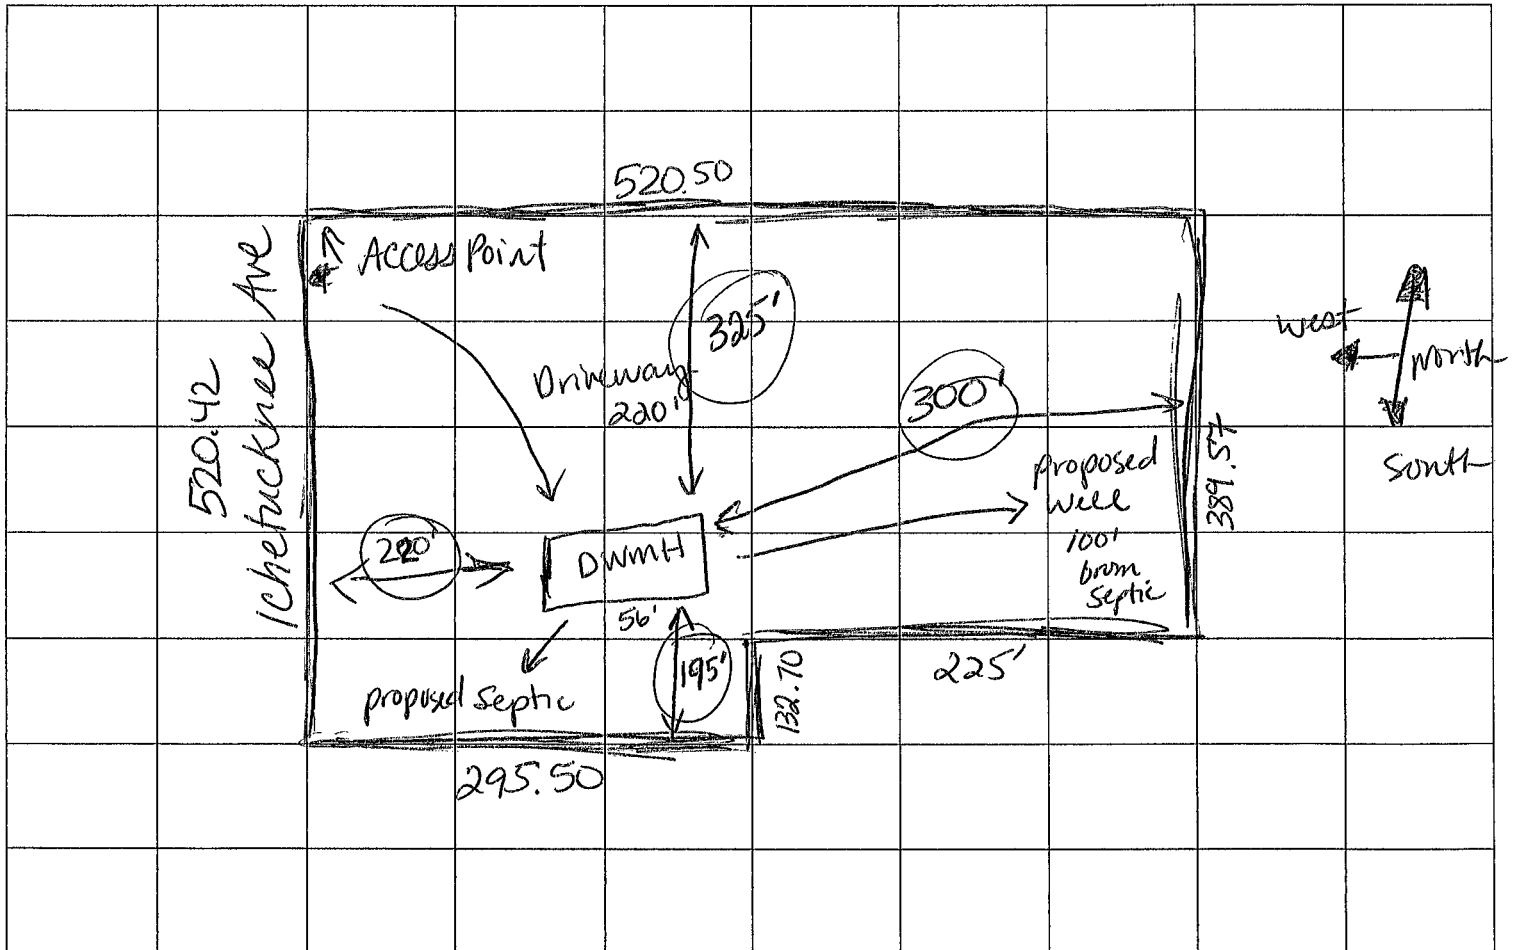 520.50
Access Point
325'
520.42
Ichetucknee Ave
Driveway
220'
300'
West
North
South
389.57
proposed
well
100'
from
Septic
220'
DWMH
56'
195'
proposed Septic
132.70
225'
295.50